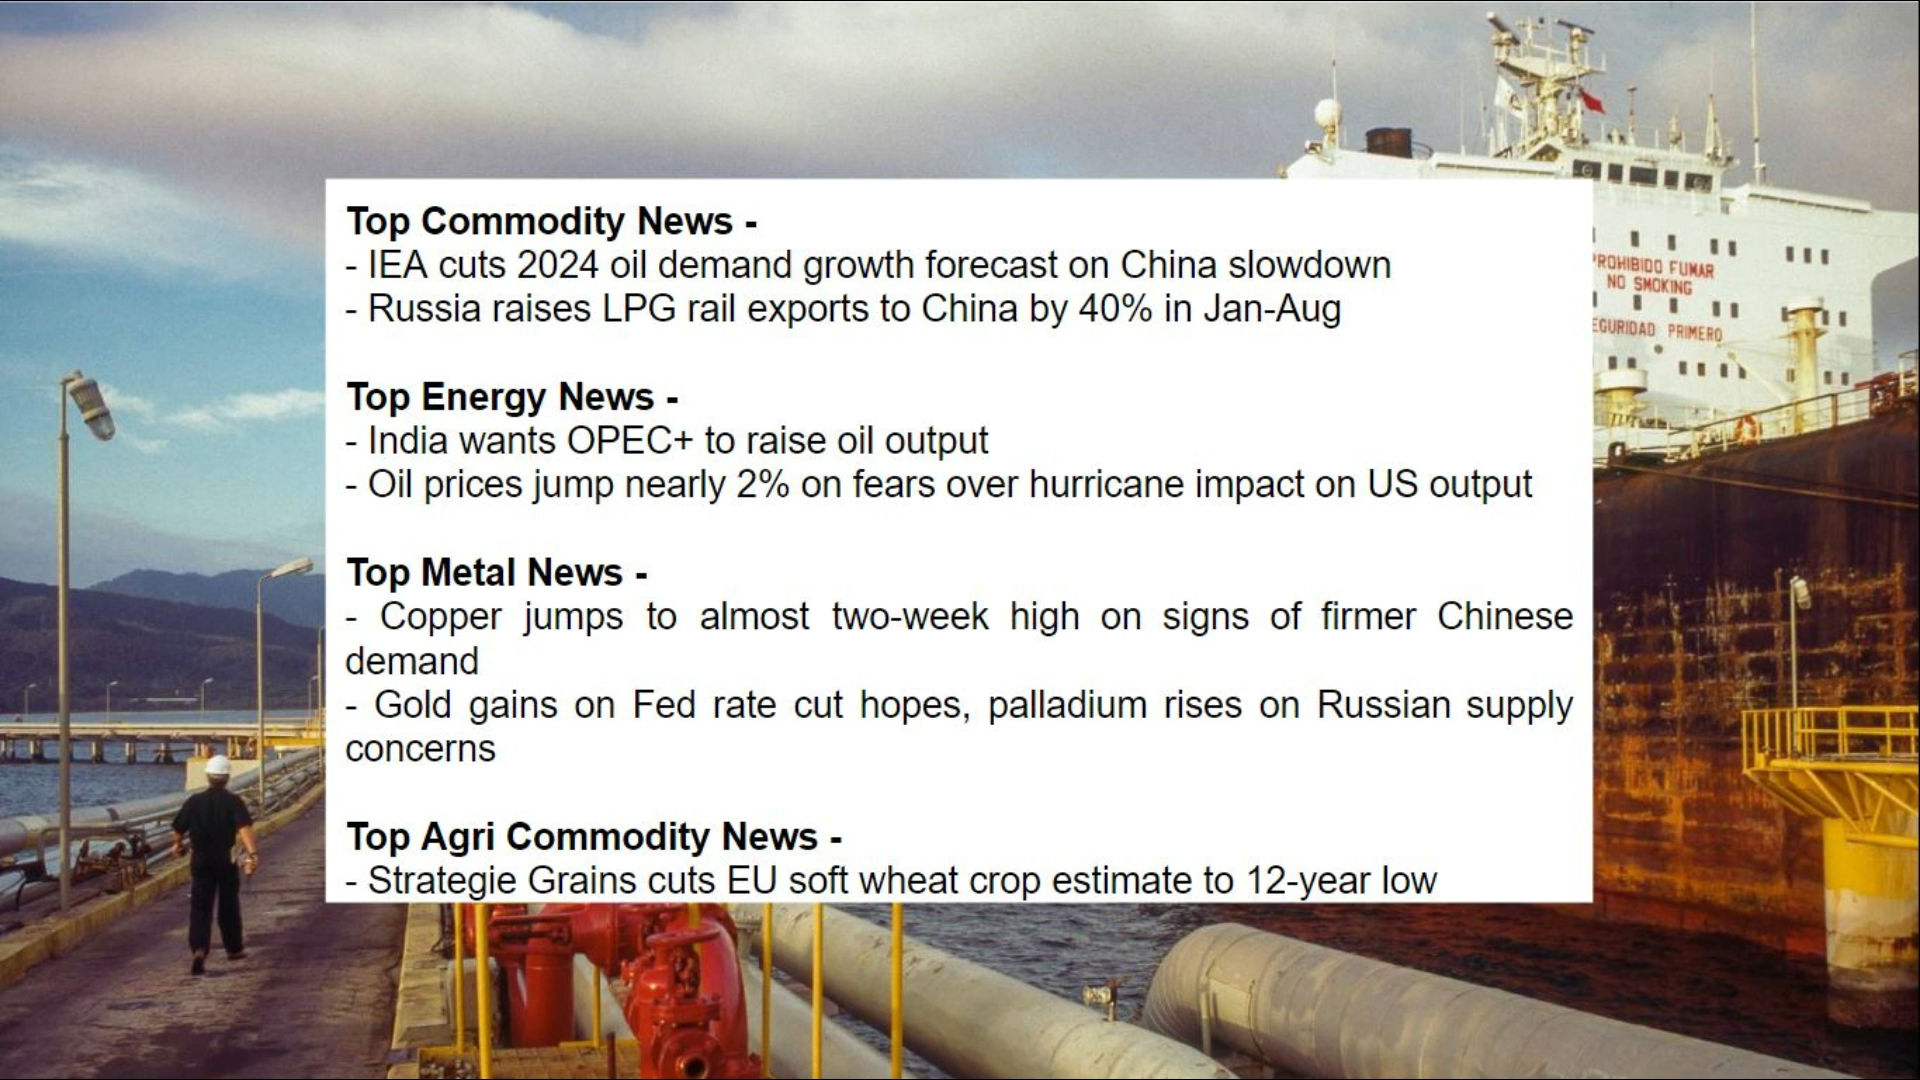 Top Commodity News -
- IEA cuts 2024 oil demand growth forecast on China slowdown
- Russia raises LPG rail exports to China by 40% in Jan-Aug
Top Energy News -
- India wants OPEC+ to raise oil output
- Oil prices jump nearly 2% on fears over hurricane impact on US output
Top Metal News -
- Copper jumps to almost two-week high on signs of firmer Chinese
demand
- Gold gains on Fed rate cut hopes, palladium rises on Russian supply
concerns
Top Agri Commodity News -
- Strategie Grains cuts EU soft wheat crop estimate to 12-year low
PROHIBIDO FUMAR
NO SMOKING
EGURIDAD PRIMERO